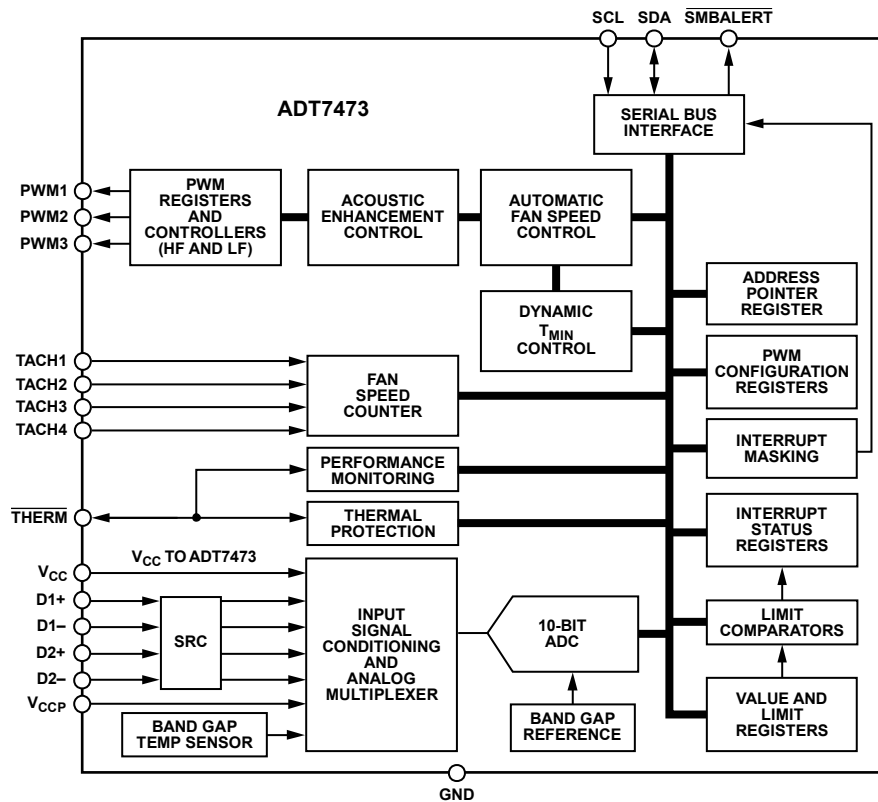 SCL SDA SMBALERT
ADT7473
SERIAL BUS
INTERFACE
PWM1
PWM2
PWM3
PWM
REGISTERS
AND
CONTROLLERS
(HF AND LF)
ACOUSTIC
ENHANCEMENT
CONTROL
AUTOMATIC
FAN SPEED
CONTROL
DYNAMIC
TMIN
CONTROL
ADDRESS
POINTER
REGISTER
TACH1
TACH2
TACH3
TACH4
FAN
SPEED
COUNTER
PWM
CONFIGURATION
REGISTERS
PERFORMANCE
MONITORING
INTERRUPT
MASKING
THERM
THERMAL
PROTECTION
INTERRUPT
STATUS
REGISTERS
VCC TO ADT7473
VCC
D1+
D1–
D2+
D2–
VCCP
SRC
INPUT
SIGNAL
CONDITIONING
AND
ANALOG
MULTIPLEXER
10-BIT
ADC
LIMIT
COMPARATORS
BAND GAP
TEMP SENSOR
BAND GAP
REFERENCE
VALUE AND
LIMIT
REGISTERS
GND